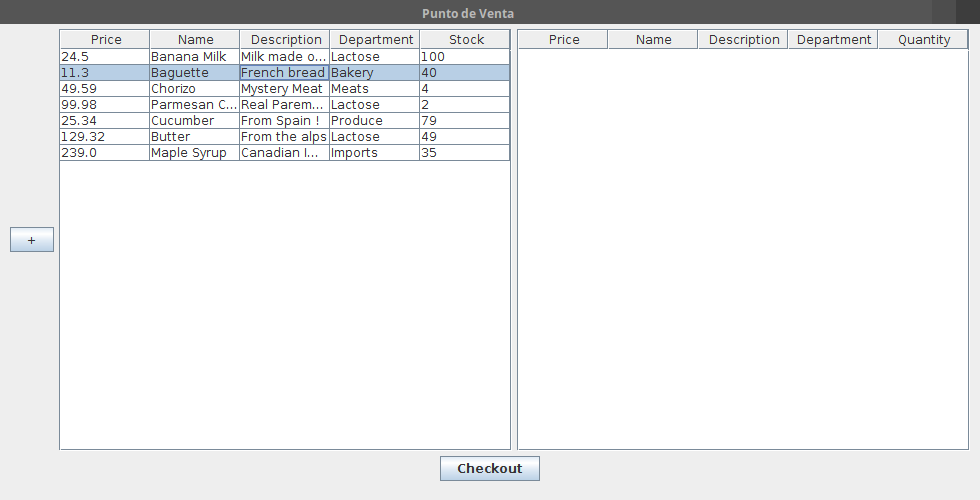 Punto de Venta
Price Name Description Department Stock
24.5 Banana Milk Milk made o... Lactose 100
11.3 Baguette French bread Bakery 40
49.59 Chorizo Mystery Meat Meats 4
99.98 Parmesan C... Real Parem... Lactose 2
25.34 Cucumber From Spain ! Produce 79
129.32 Butter From the alps Lactose 49
239.0 Maple Syrup Canadian I... Imports 35
Price Name Description Department Quantity
+
Checkout